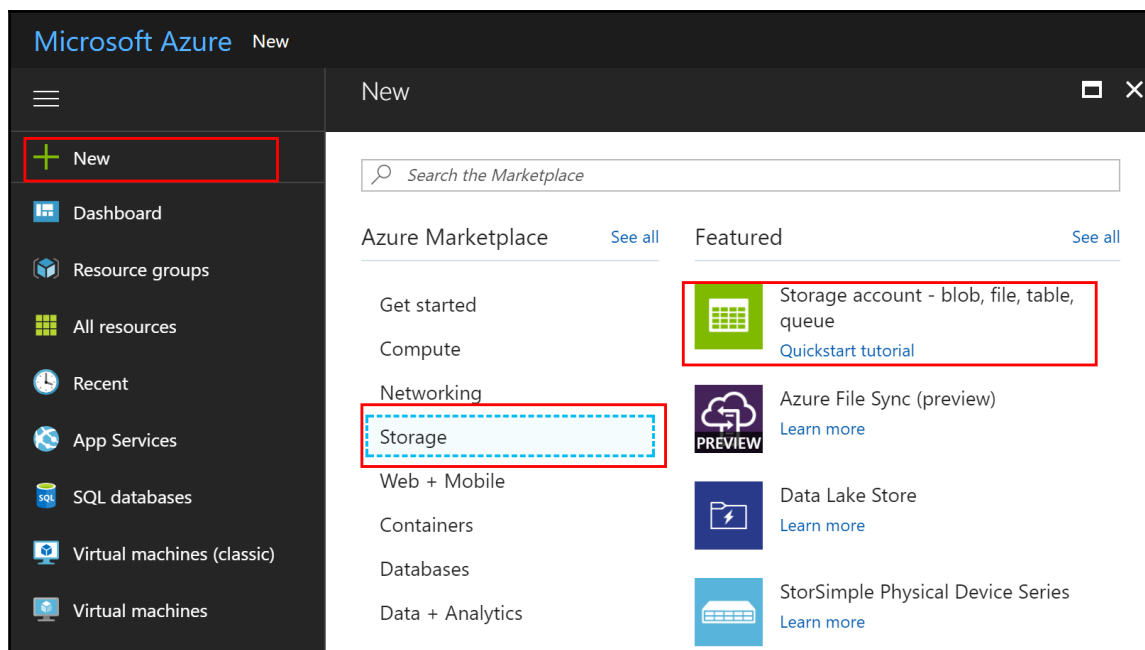 Microsoft Azure New
New
New
Dashboard
Resource groups
All resources
Recent
App Services
SQL
SQL databases
Virtual machines (classic)
Virtual machines
Search the Marketplace
Azure Marketplace See all
Get started
Compute
Networking
Storage
Web + Mobile
Containers
Databases
Data + Analytics
Featured See all
Storage account - blob, file, table,
queue
Quickstart tutorial
PREVIEW
Azure File Sync (preview)
Learn more
Data Lake Store
Learn more
StorSimple Physical Device Series
Learn more